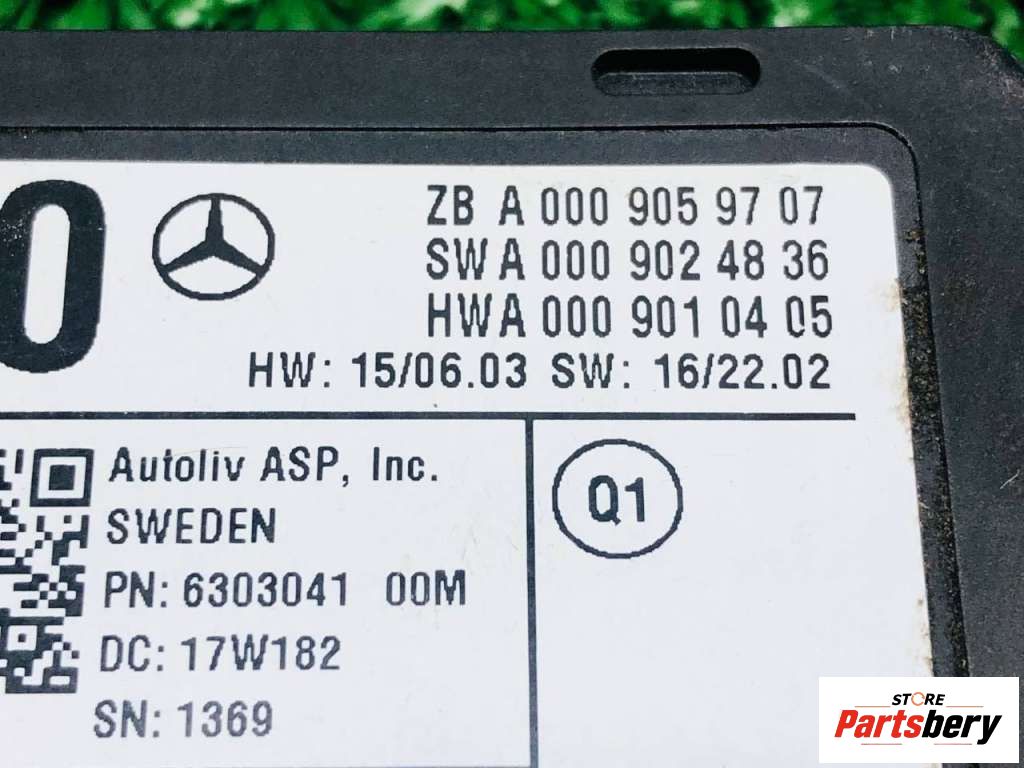 0
ZB A 000 905 97 07
SW A 000 902 48 36
HW A 000 901 04 05
HW: 15/06.03 SW: 16/22.02
Autoliv ASP, Inc.
SWEDEN
PN: 6303041 00M
DC: 17W182
SN: 1369
Q1
STORE
Partsbery